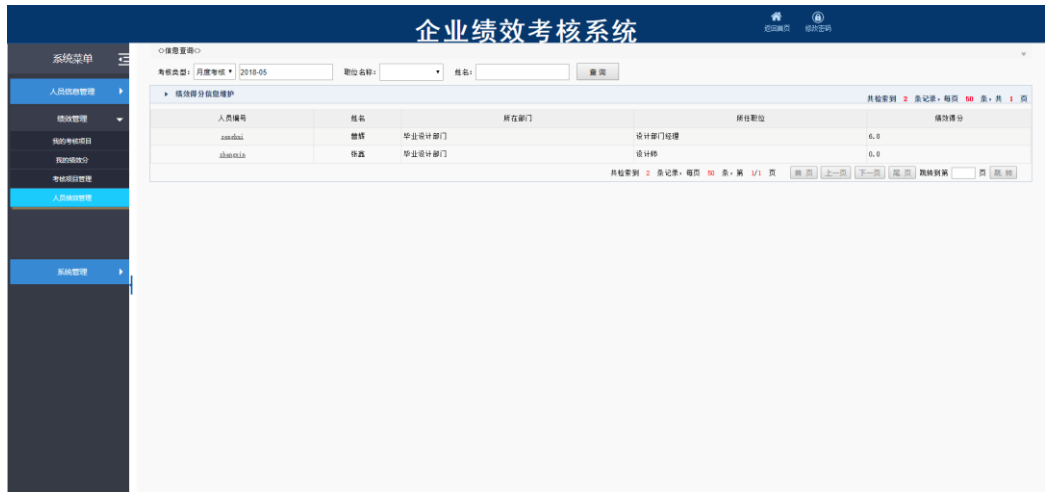 企业绩效考核系统
返回首页 修改密码
系统菜单
人员信息管理
绩效管理
我的考核项目
我的绩效分
考核项目管理
人员绩效管理
系统管理
◇信息查询◇
考核类型: 月度考核 2018-05 职位名称: 姓名: 查 询
绩效得分信息维护 共检索到 2 条记录，每页 50 条，共 1 页
人员编号 姓名 所在部门 所任职位 绩效得分
毕业设计部门 设计部门经理 6.0
毕业设计部门 设计师 0.0
共检索到 2 条记录，每页 50 条，第 1/1 页 首 页 上一页 下一页 尾 页 跳转到第 页 跳 转